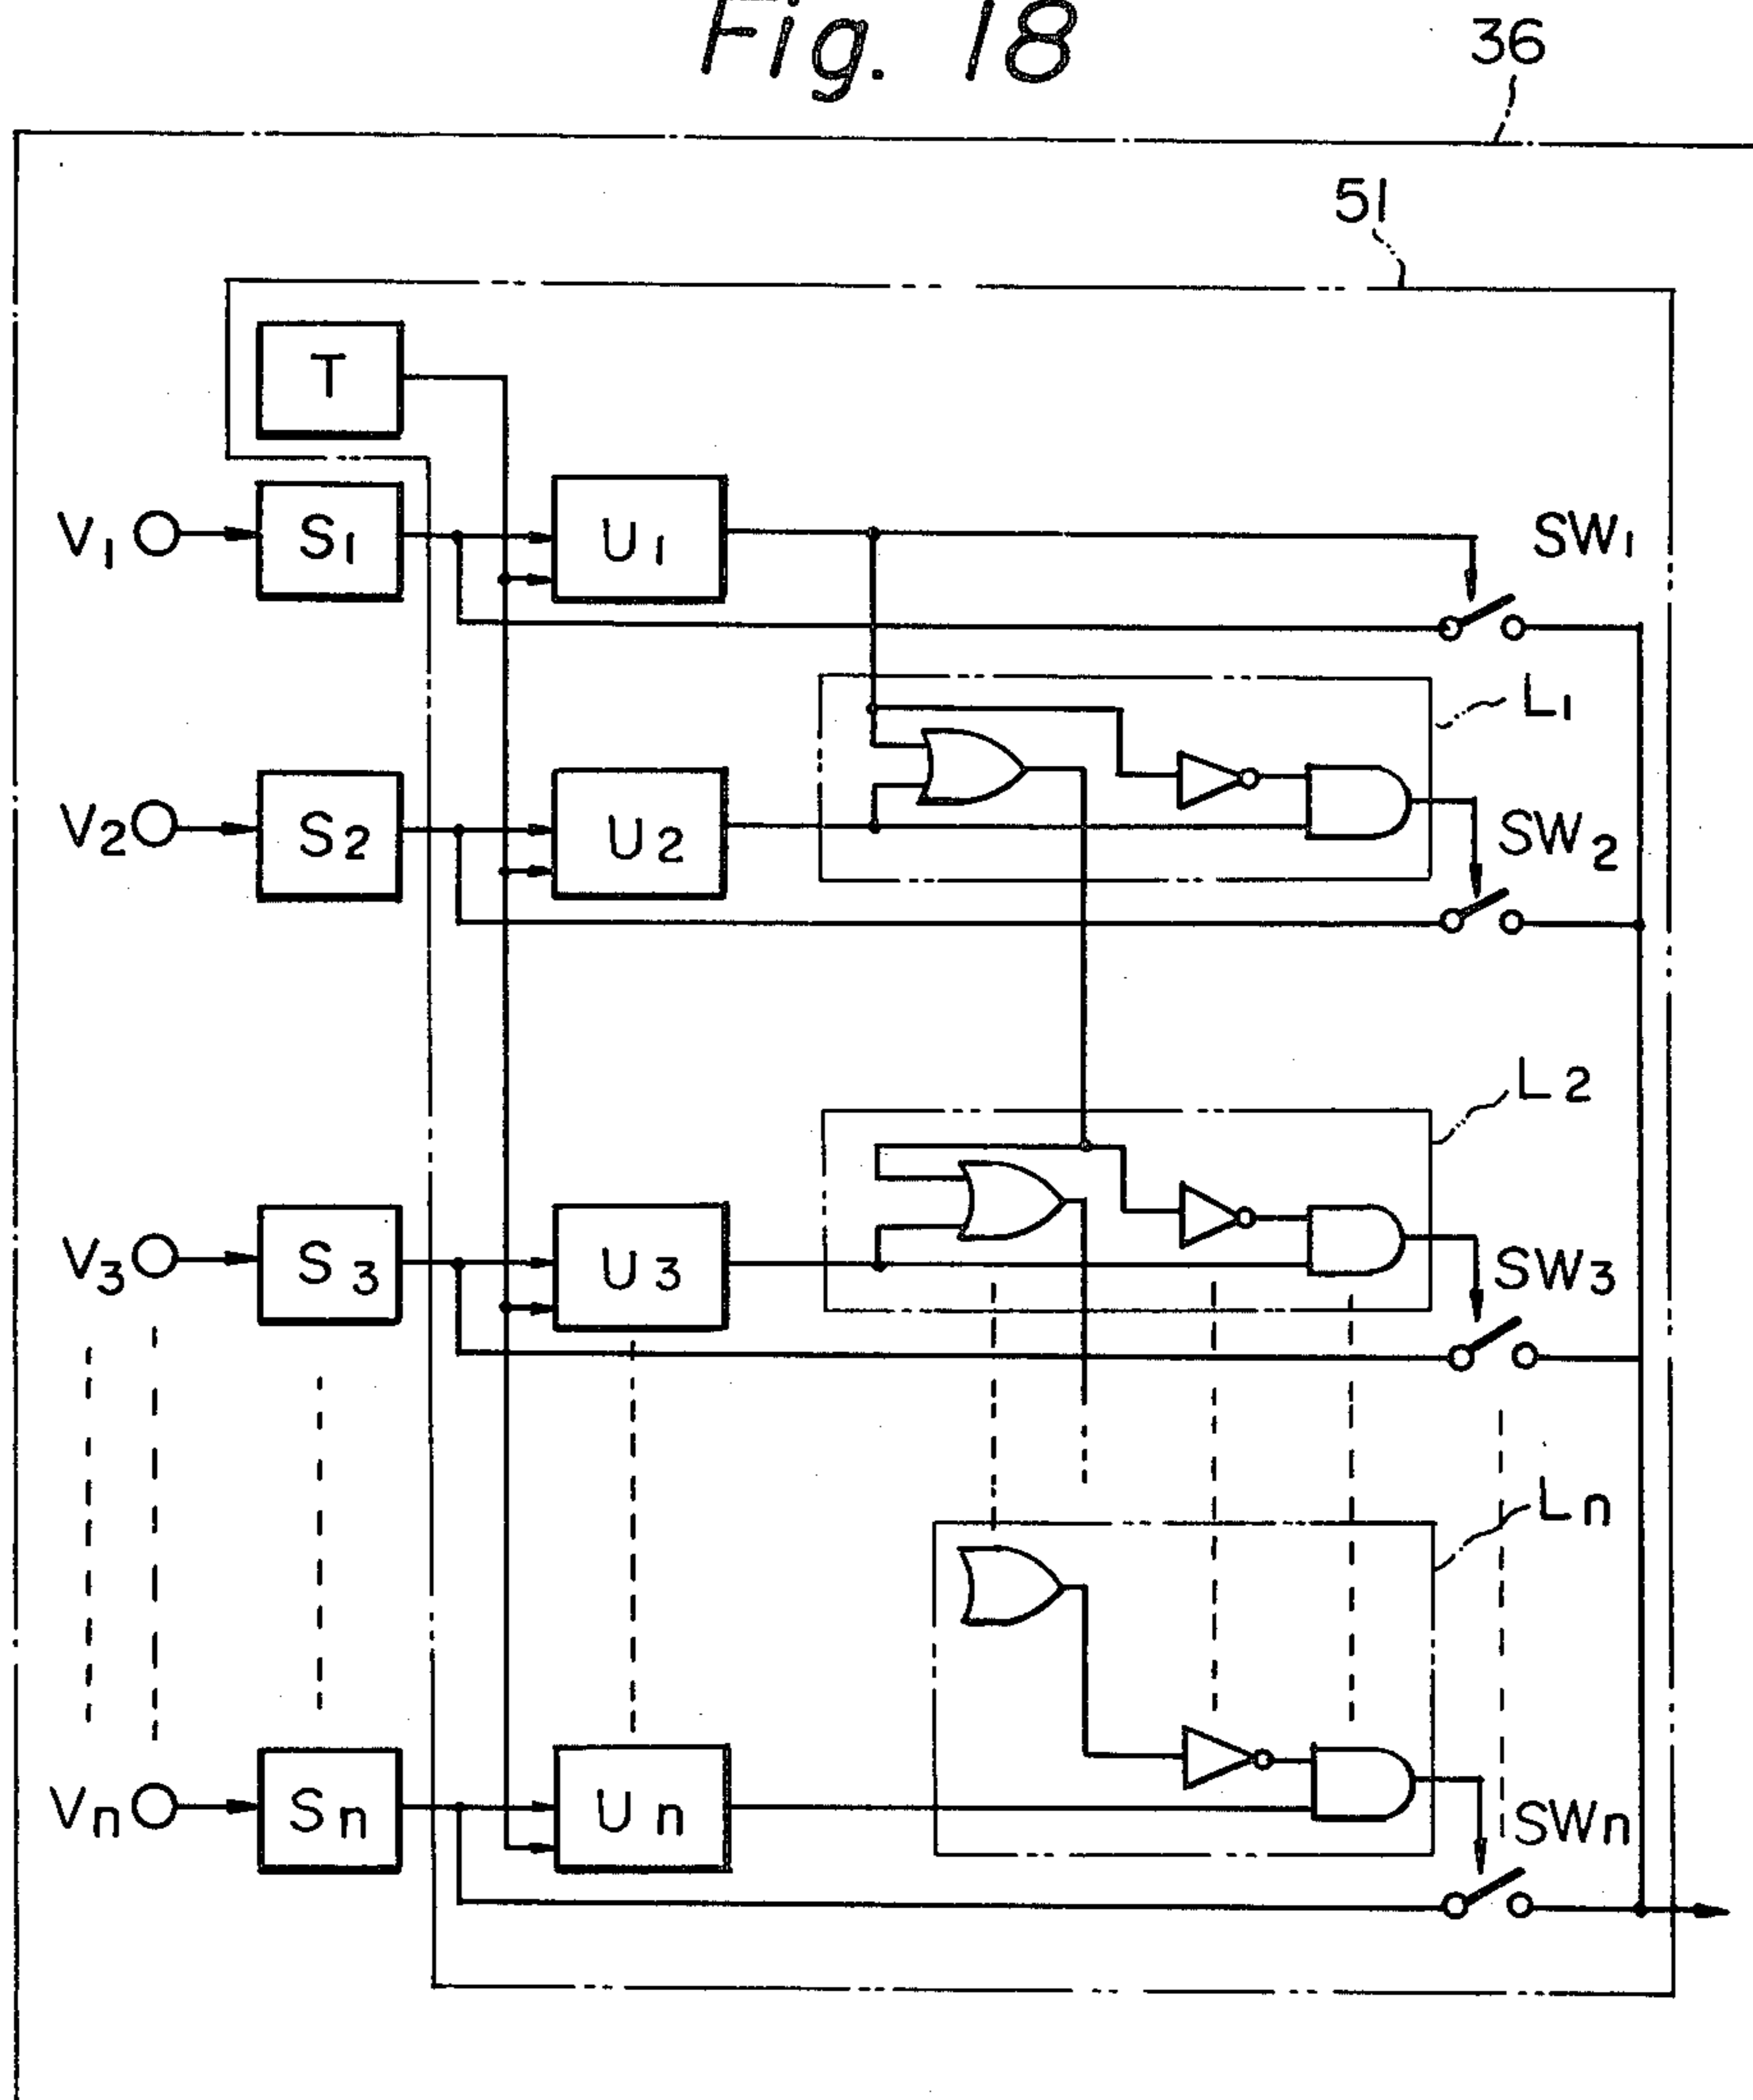 Fig. 18
36
51
T
V1 S1 U1 SW1
L1
V2 S2 U2 SW2
L2
V3 S3 U3 SW3
Ln
Vn Sn Un SWn